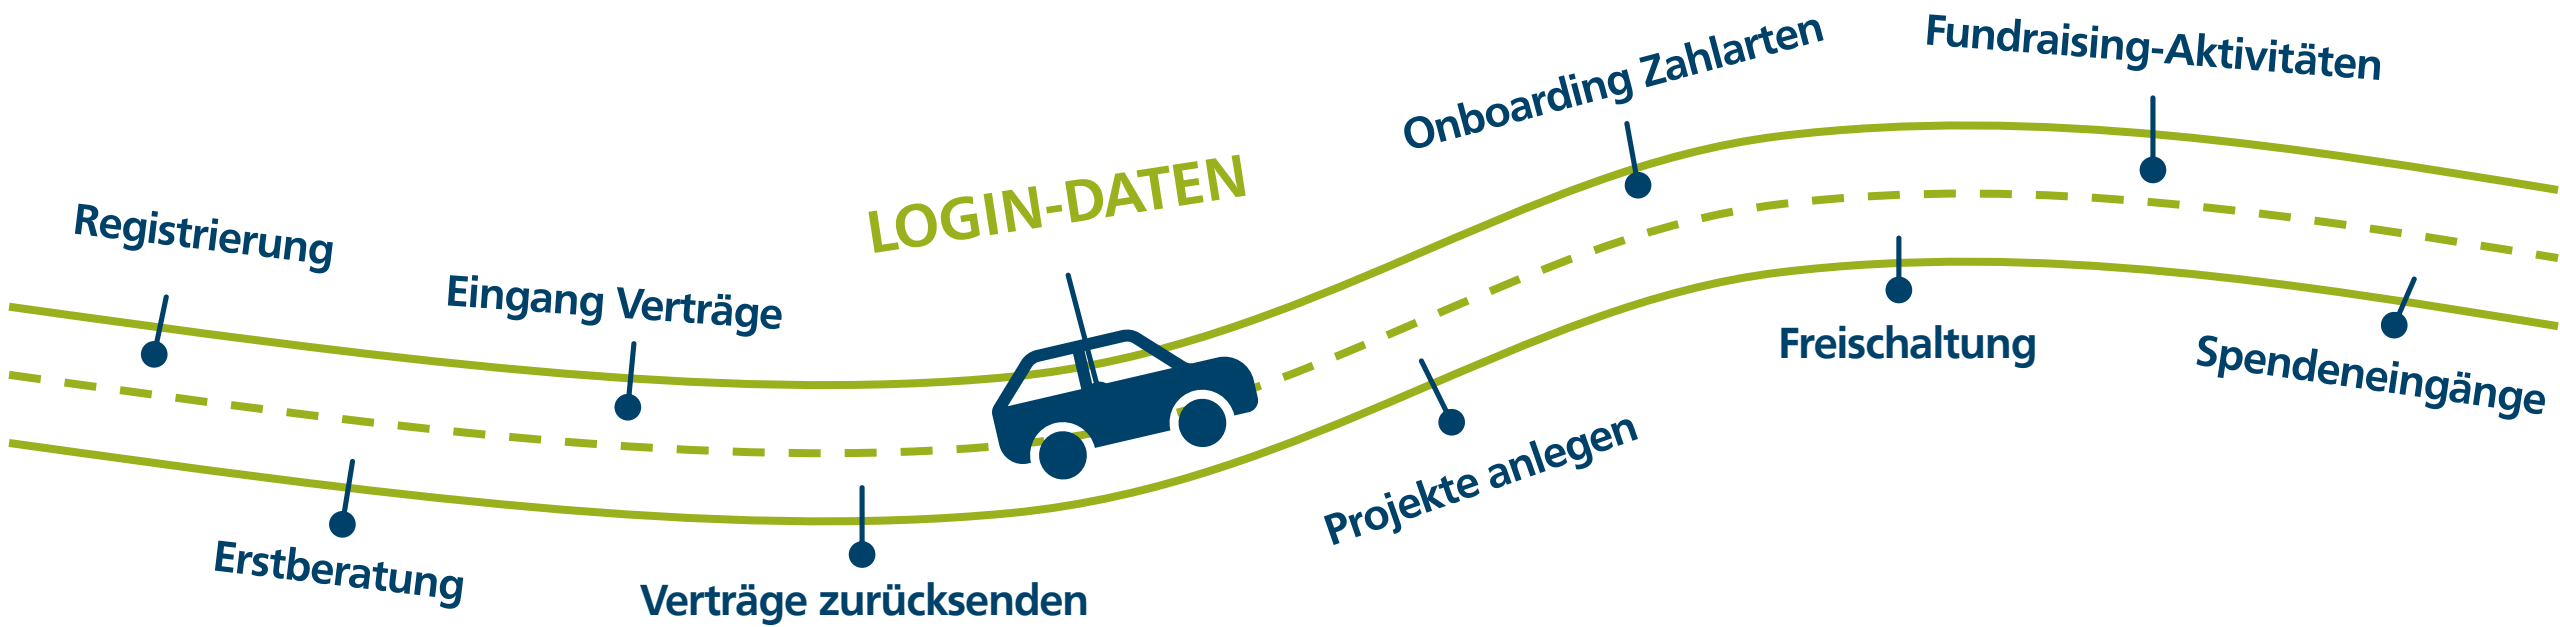 Registrierung
Erstberatung
Eingang Verträge
Verträge zurücksenden
LOGIN-DATEN
Projekte anlegen
Onboarding Zahlarten
Freischaltung
Fundraising-Aktivitäten
Spendeneingänge